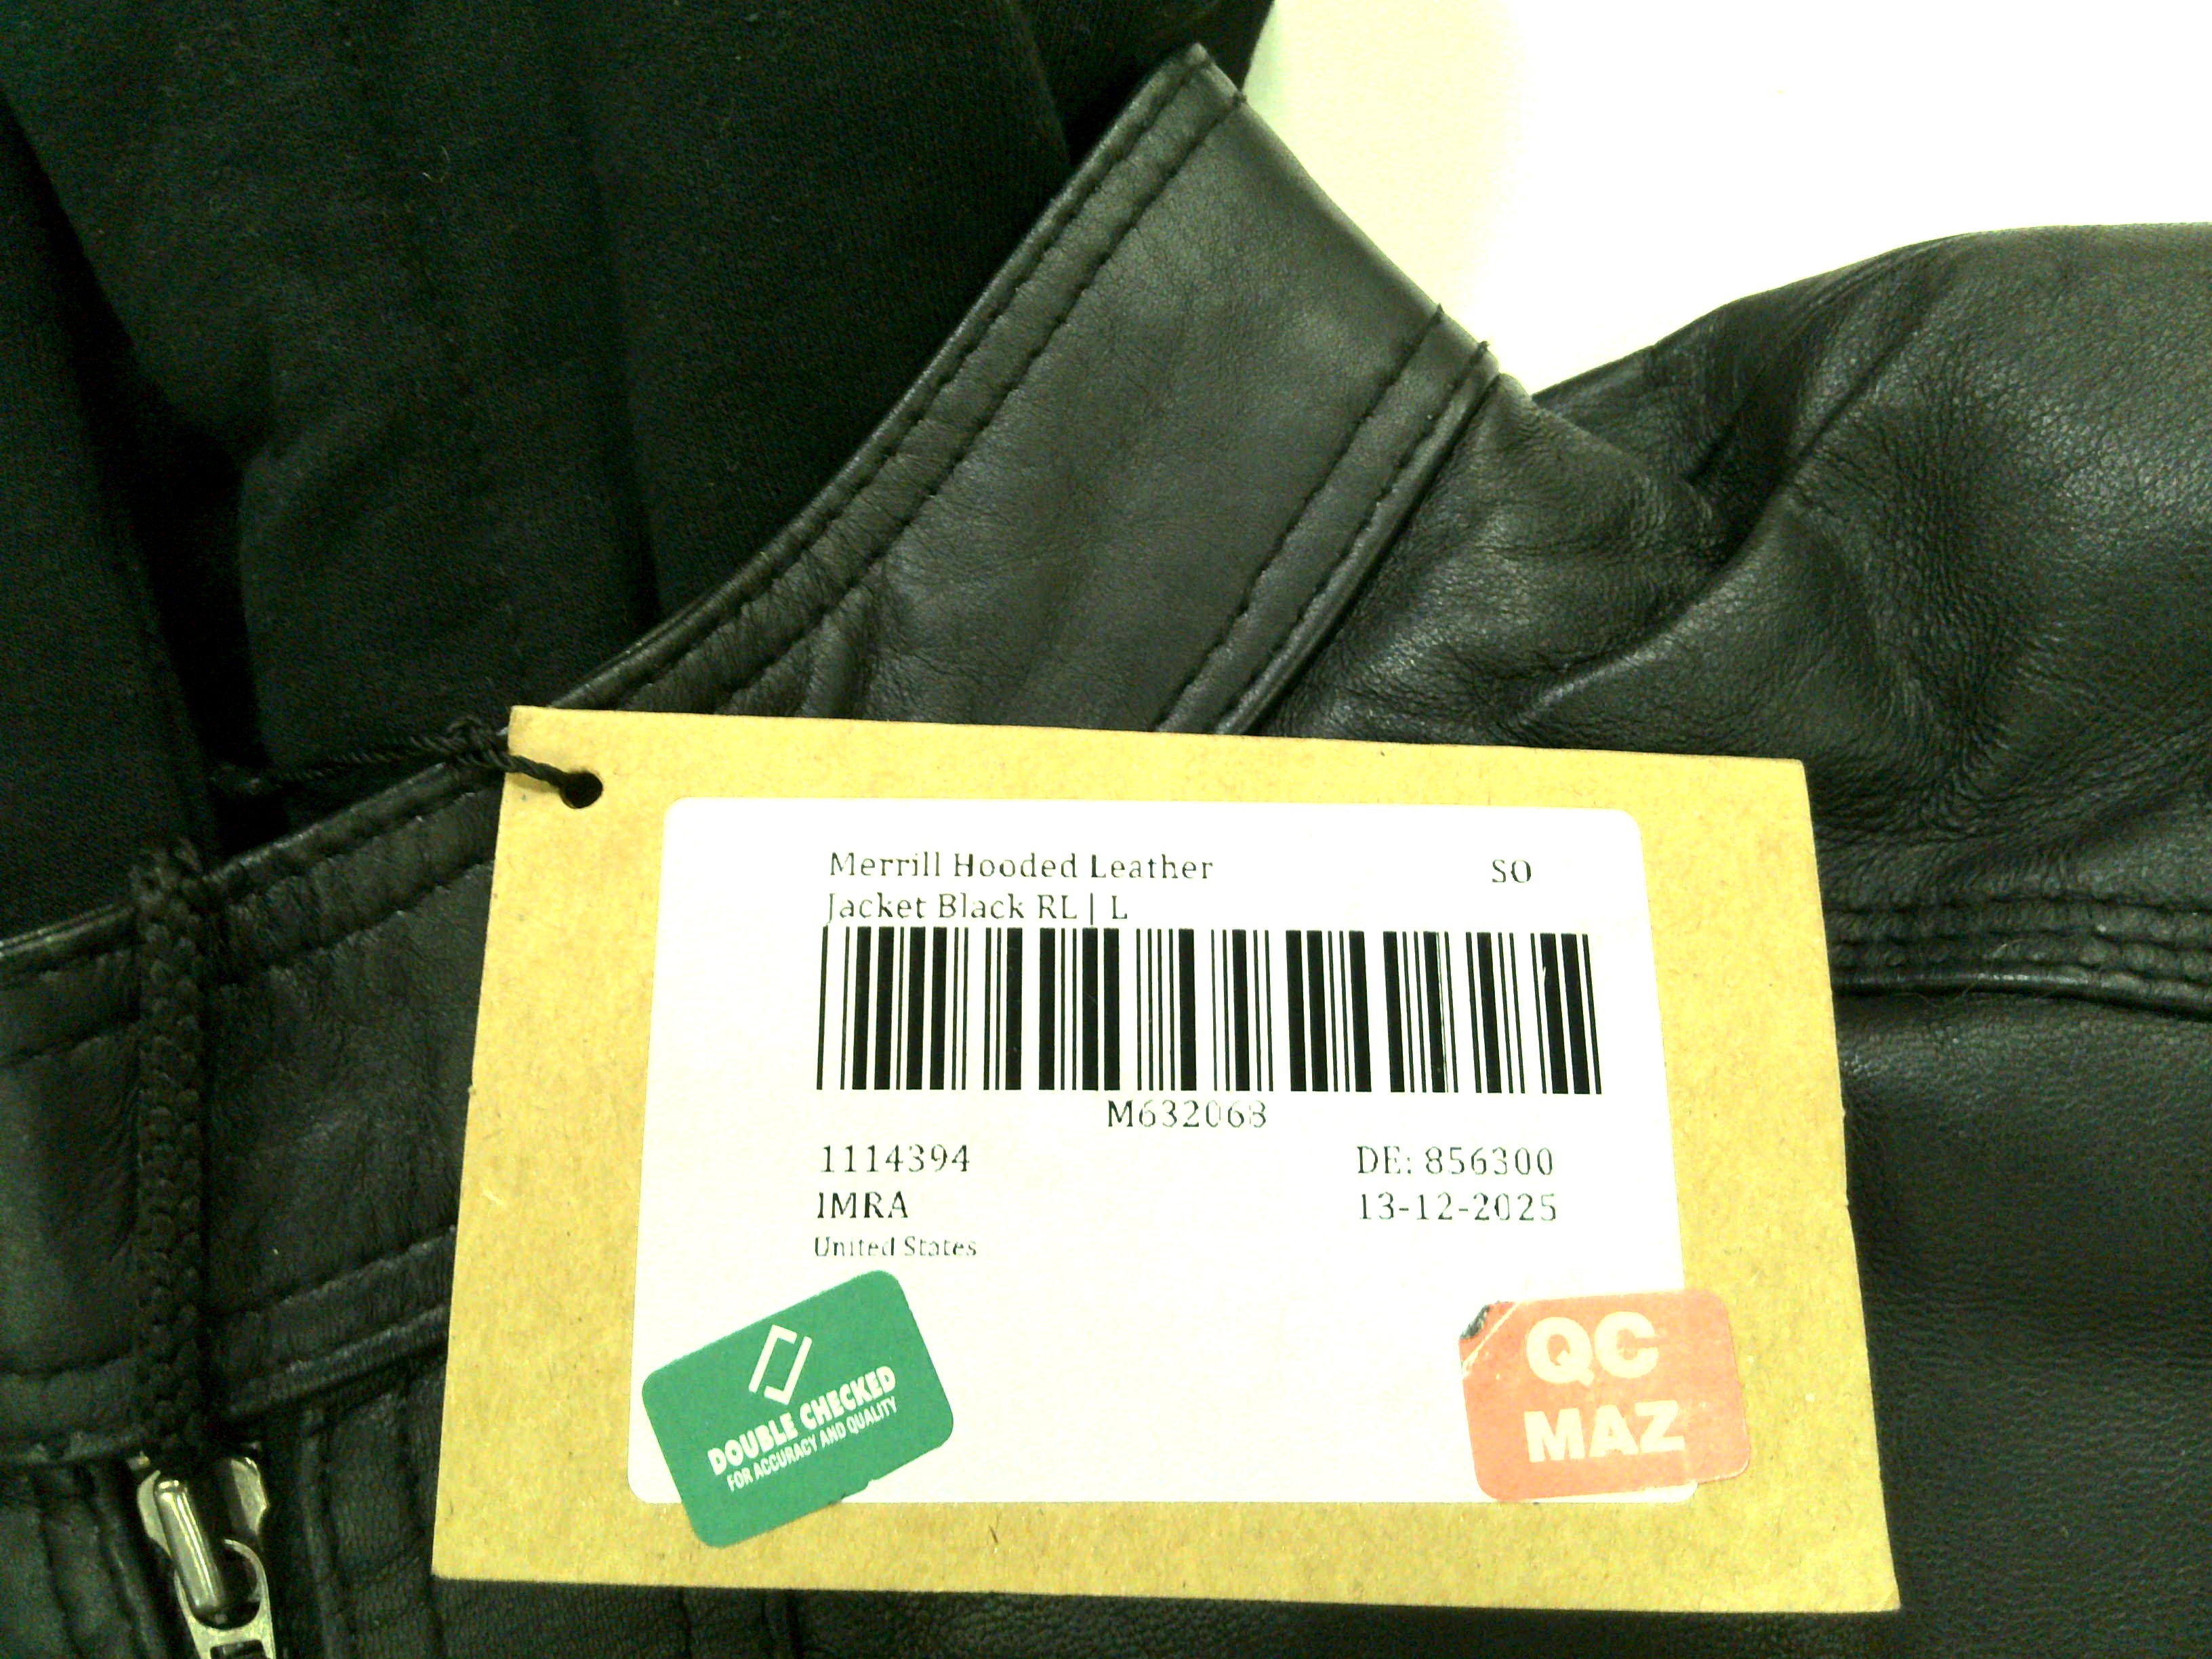 Merrill Hooded Leather
SO
Jacket Black RL | L
M632068
1114394
DE: 856300
IMRA
13-12-2025
United States
DOUBLE CHECKED
FOR ACCURACY AND QUALITY
QC
MAZ